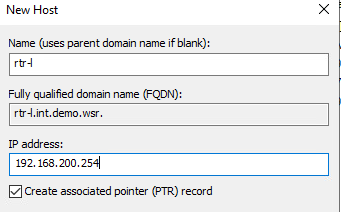 New Host
Name (uses parent domain name if blank):
rtr-l
Fully qualified domain name (FQDN):
rtr-l.int.demo.wsr.
IP address:
192.168.200.254
Create associated pointer (PTR) record